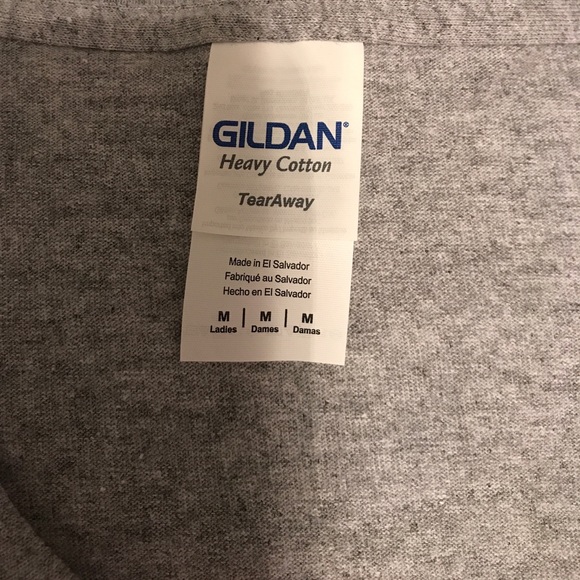 GILDAN®
Heavy Cotton
TearAway
Made in El Salvador
Fabriqué au Salvador
Hecho en El Salvador
M | M | M
Ladies | Dames | Damas